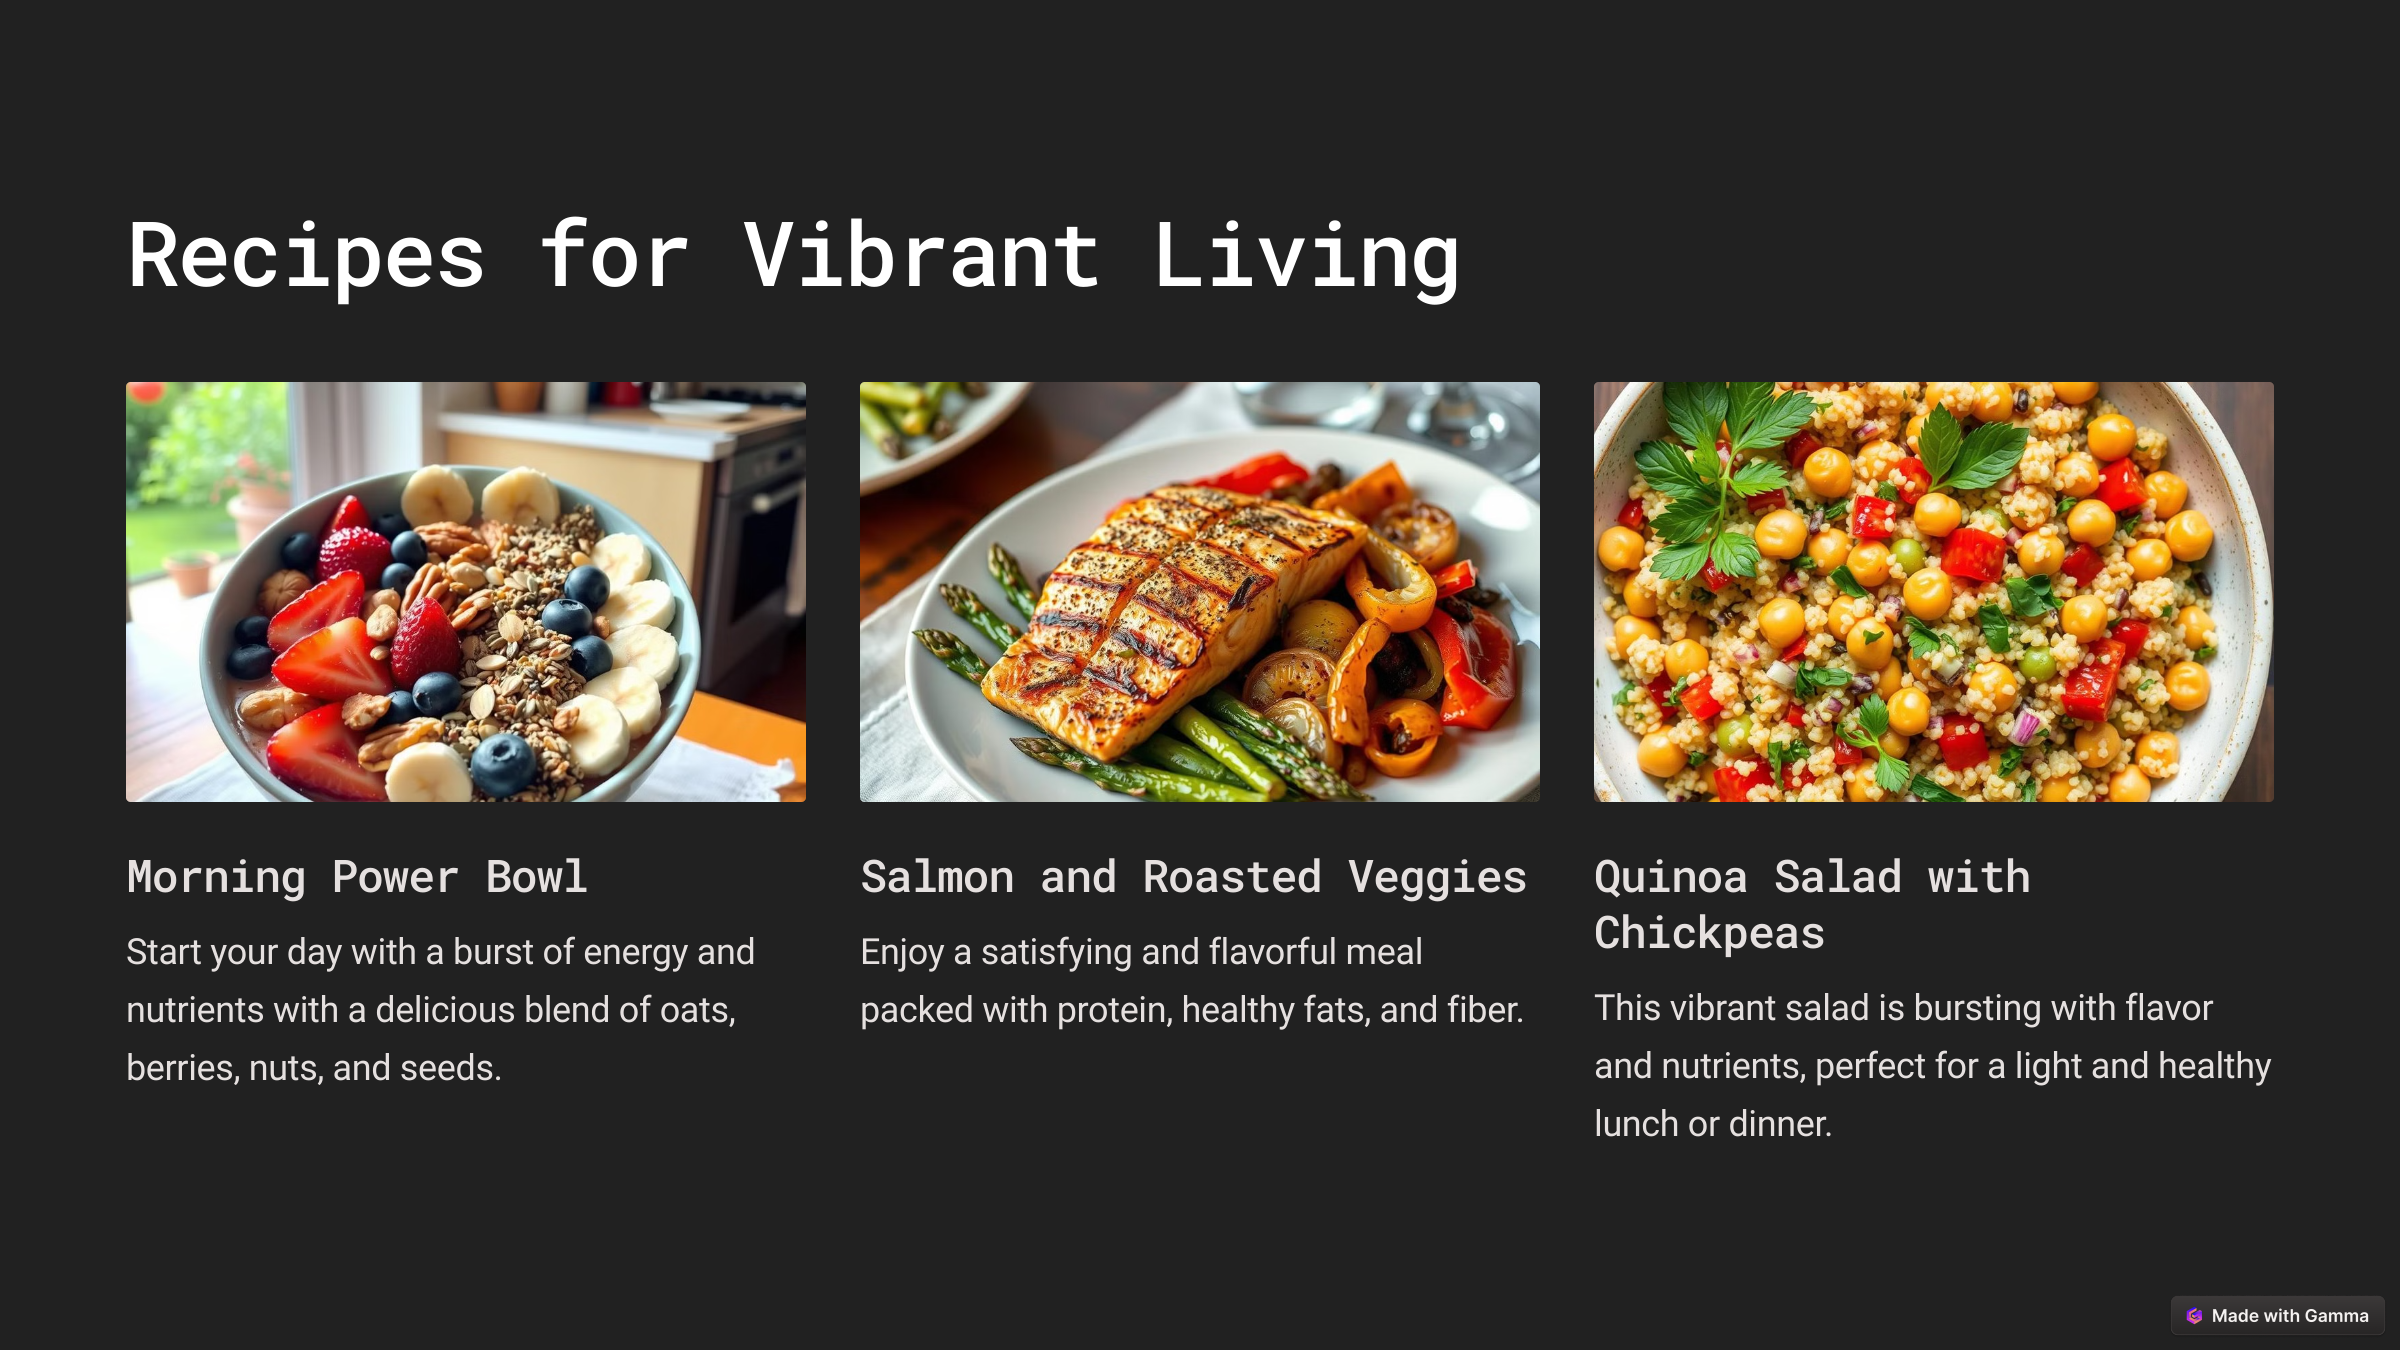 Recipes for Vibrant Living
Morning Power Bowl
Start your day with a burst of energy and
nutrients with a delicious blend of oats,
berries, nuts, and seeds.
Salmon and Roasted Veggies
Enjoy a satisfying and flavorful meal
packed with protein, healthy fats, and fiber.
Quinoa Salad with
Chickpeas
This vibrant salad is bursting with flavor
and nutrients, perfect for a light and healthy
lunch or dinner.
Made with Gamma